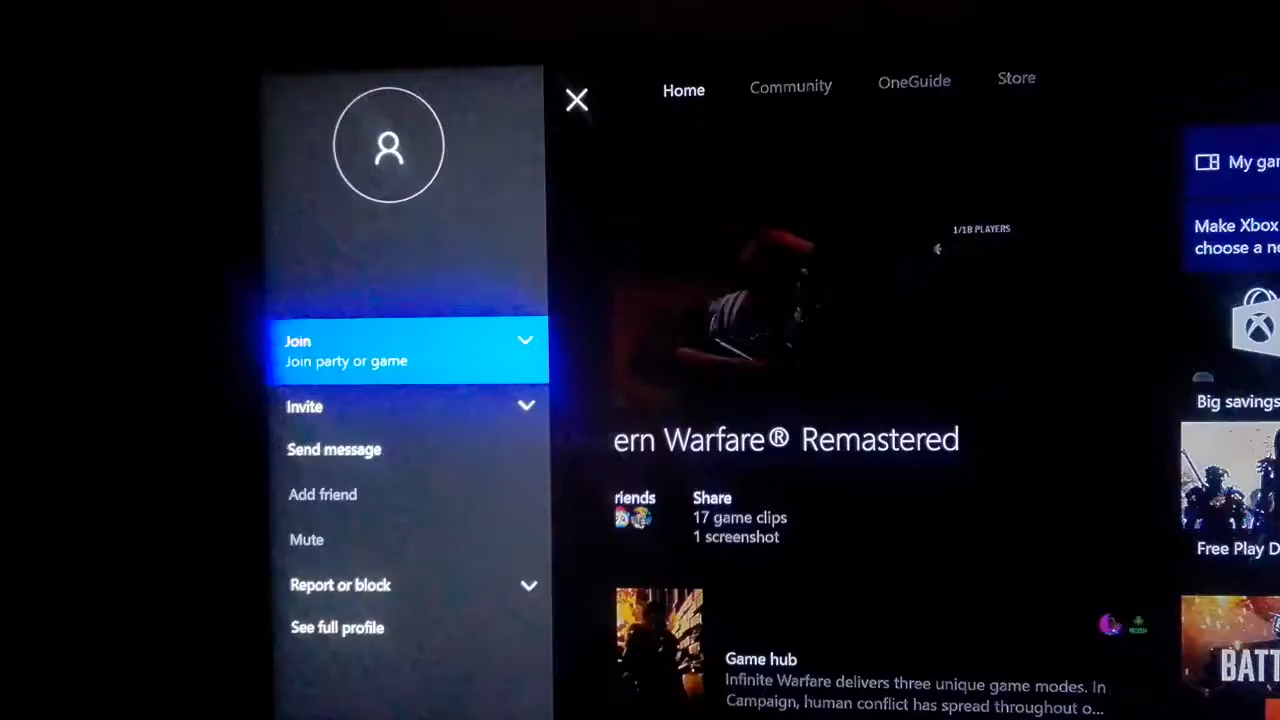 Home
Community
OneGuide
Store
My
1/18 PLAYERS
Make Xbox
choose a
Join
Join party or game
Invite
Send message
Add friend
Mute
Report or block
See full profile
ern Warfare® Remastered
riends
Share
17 game clips
1 screenshot
Game hub
Infinite Warfare delivers three unique game modes. In
Campaign, human conflict has spread throughout o...
Big savings
Free Play D
BATT